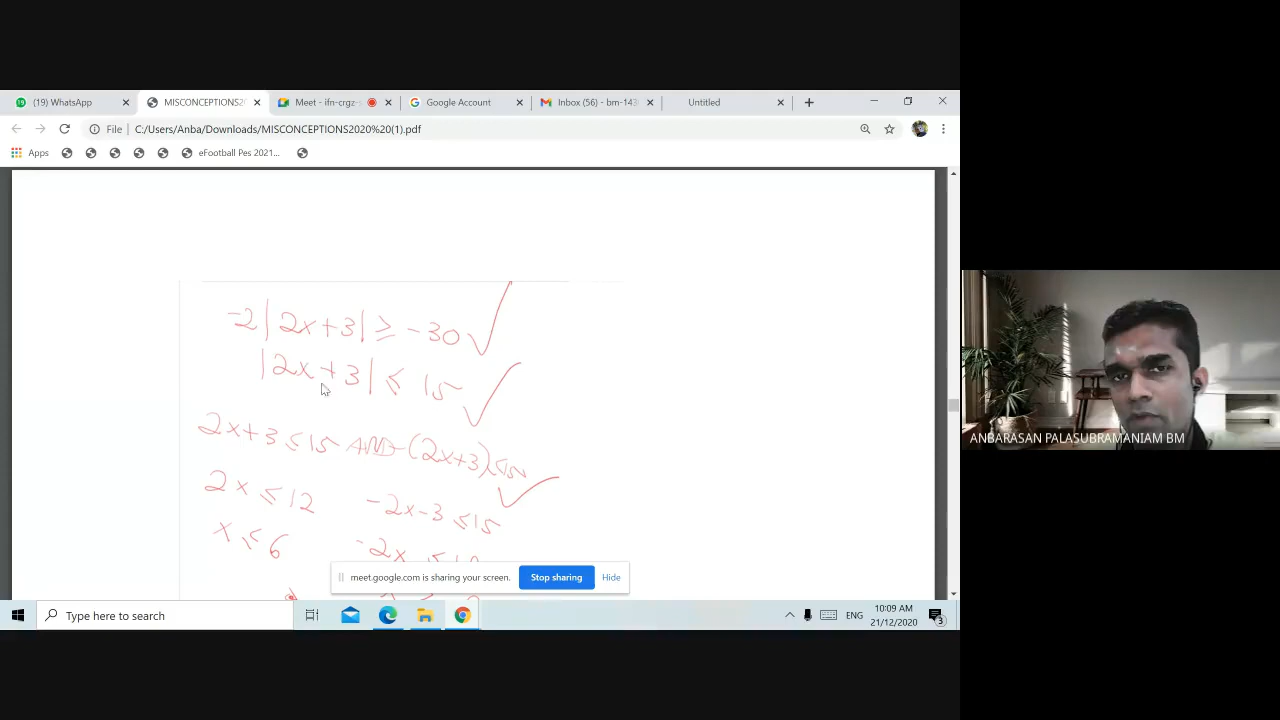 (19) WhatsApp
MISCONCEPTIONS2
Meet - ifn-crgz-
Google Account
Inbox (56) - bm-143
Untitled
File C:/Users/Anba/Downloads/MISCONCEPTIONS2020%20(1).pdf
Apps
eFootball Pes 2021...
-2|2x+3| ≥ -30
|2x+3| ≤ 15
2x+3 ≤ 15 AND -(2x+3) ≤ 15
2x ≤ 12
-2x-3 ≤ 15
x ≤ 6
-2x ≤
meet.google.com is sharing your screen.
Stop sharing
Hide
ANBARASAN PALASUBRAMANIAM BM
Type here to search
ENG
10:09 AM
21/12/2020
3